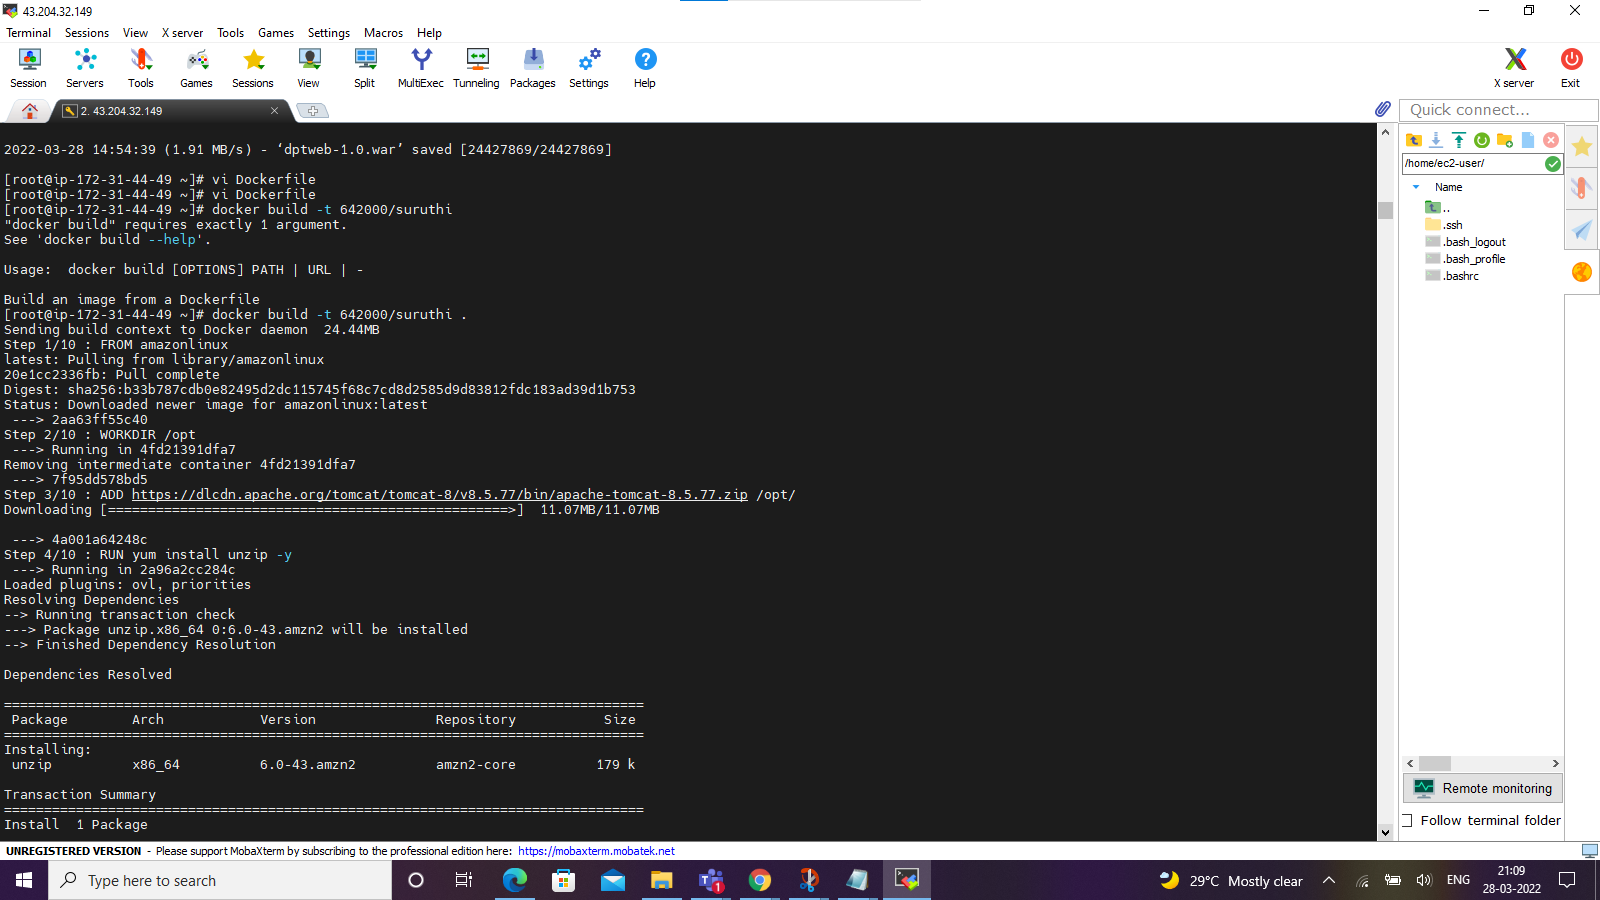 43.204.32.149
Terminal Sessions View X server Tools Games Settings Macros Help
Session Servers Tools Games Sessions View Split MultiExec Tunneling Packages Settings Help X server Exit
2. 43.204.32.149
Quick connect...
2022-03-28 14:54:39 (1.91 MB/s) - ‘dptweb-1.0.war’ saved [24427869/24427869]
[root@ip-172-31-44-49 ~]# vi Dockerfile
[root@ip-172-31-44-49 ~]# vi Dockerfile
[root@ip-172-31-44-49 ~]# docker build -t 642000/suruthi
"docker build" requires exactly 1 argument.
See 'docker build --help'.
Usage:  docker build [OPTIONS] PATH | URL | -
Build an image from a Dockerfile
[root@ip-172-31-44-49 ~]# docker build -t 642000/suruthi .
Sending build context to Docker daemon  24.44MB
Step 1/10 : FROM amazonlinux
latest: Pulling from library/amazonlinux
20e1cc2336fb: Pull complete
Digest: sha256:b33b787cdb0e82495d2dc115745f68c7cd8d2585d9d83812fdc183ad39d1b753
Status: Downloaded newer image for amazonlinux:latest
 ---> 2aa63ff55c40
Step 2/10 : WORKDIR /opt
 ---> Running in 4fd21391dfa7
Removing intermediate container 4fd21391dfa7
 ---> 7f95dd578bd5
Step 3/10 : ADD https://dlcdn.apache.org/tomcat/tomcat-8/v8.5.77/bin/apache-tomcat-8.5.77.zip /opt/
Downloading [==================================================>]  11.07MB/11.07MB
 ---> 4a001a64248c
Step 4/10 : RUN yum install unzip -y
 ---> Running in 2a96a2cc284c
Loaded plugins: ovl, priorities
Resolving Dependencies
--> Running transaction check
---> Package unzip.x86_64 0:6.0-43.amzn2 will be installed
--> Finished Dependency Resolution
Dependencies Resolved
================================================================================
 Package        Arch            Version               Repository           Size
================================================================================
Installing:
 unzip          x86_64          6.0-43.amzn2          amzn2-core          179 k
Transaction Summary
================================================================================
Install  1 Package
/home/ec2-user/
Name
..
.ssh
.bash_logout
.bash_profile
.bashrc
Remote monitoring
Follow terminal folder
UNREGISTERED VERSION - Please support MobaXterm by subscribing to the professional edition here: https://mobaxterm.mobatek.net
Type here to search
1
29°C Mostly clear
ENG
21:09
28-03-2022